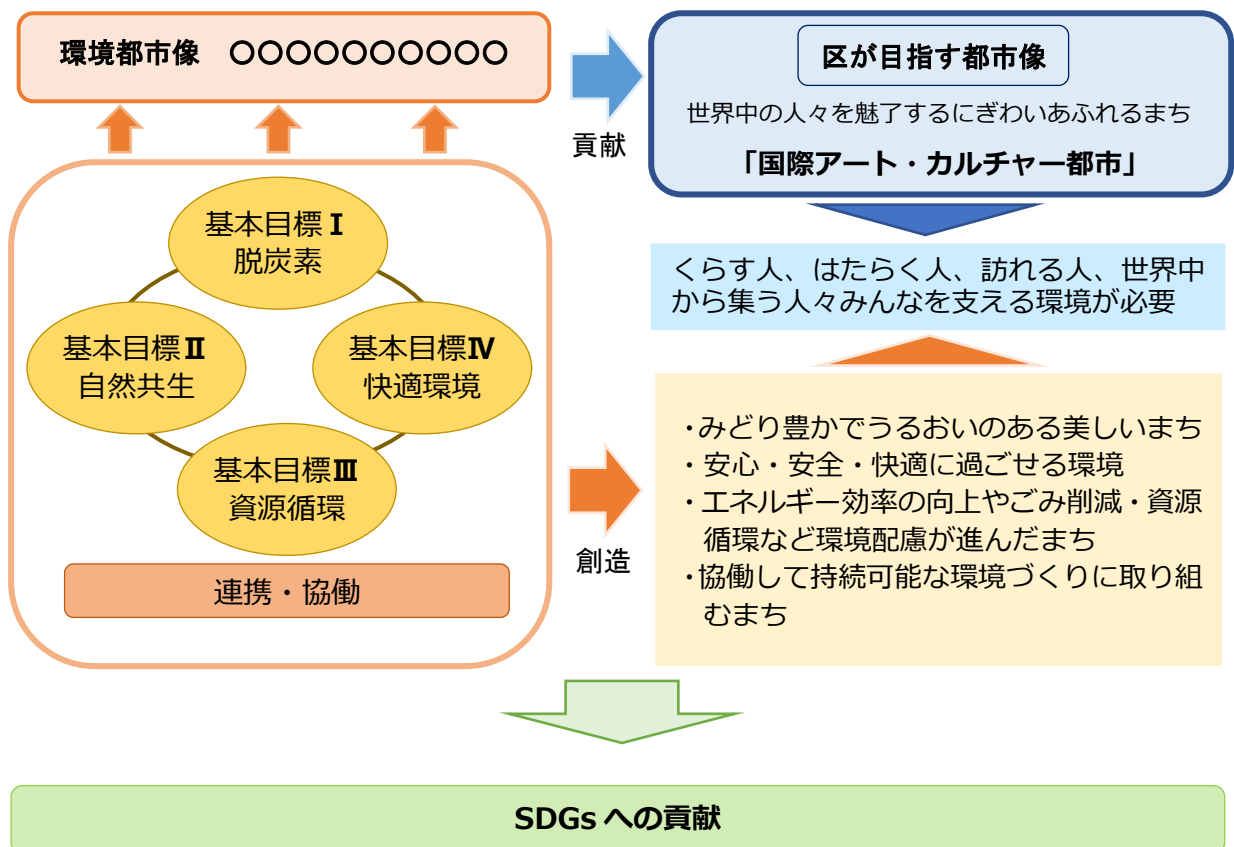 環境都市像 〇〇〇〇〇〇〇〇〇〇
貢献
区が目指す都市像
世界中の人々を魅了するにぎわいあふれるまち
「国際アート・カルチャー都市」
くらす人、はたらく人、訪れる人、世界中
から集う人々みんなを支える環境が必要
基本目標Ⅰ
脱炭素
基本目標Ⅱ
自然共生
基本目標Ⅳ
快適環境
基本目標Ⅲ
資源循環
連携・協働
創造
・みどり豊かでうるおいのある美しいまち
・安心・安全・快適に過ごせる環境
・エネルギー効率の向上やごみ削減・資源
循環など環境配慮が進んだまち
・協働して持続可能な環境づくりに取り組
むまち
SDGs への貢献